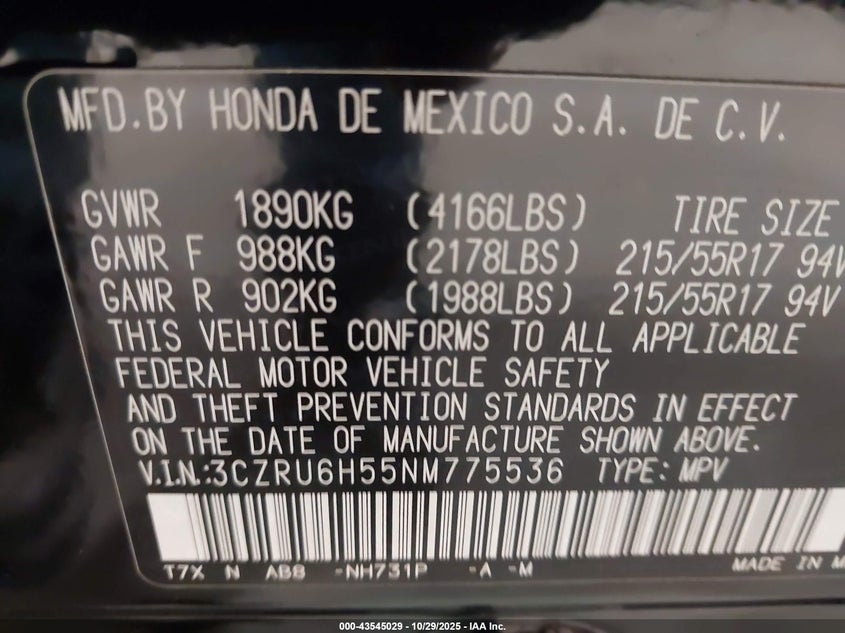 MFD.BY HONDA DE MEXICO S.A. DE C.V.
GVWR 1890KG (4166LBS) TIRE SIZE
GAWR F 988KG (2178LBS) 215/55R17 94V
GAWR R 902KG (1988LBS) 215/55R17 94V
THIS VEHICLE CONFORMS TO ALL APPLICABLE
FEDERAL MOTOR VEHICLE SAFETY
AND THEFT PREVENTION STANDARDS IN EFFECT
ON THE DATE OF MANUFACTURE SHOWN ABOVE.
V.I.N.:3CZRU6H55NM775536 TYPE: MPV
T7X N AB8 -NH731P -A -M MADE IN M
000-43545029 - 10/29/2025 - IAA Inc.